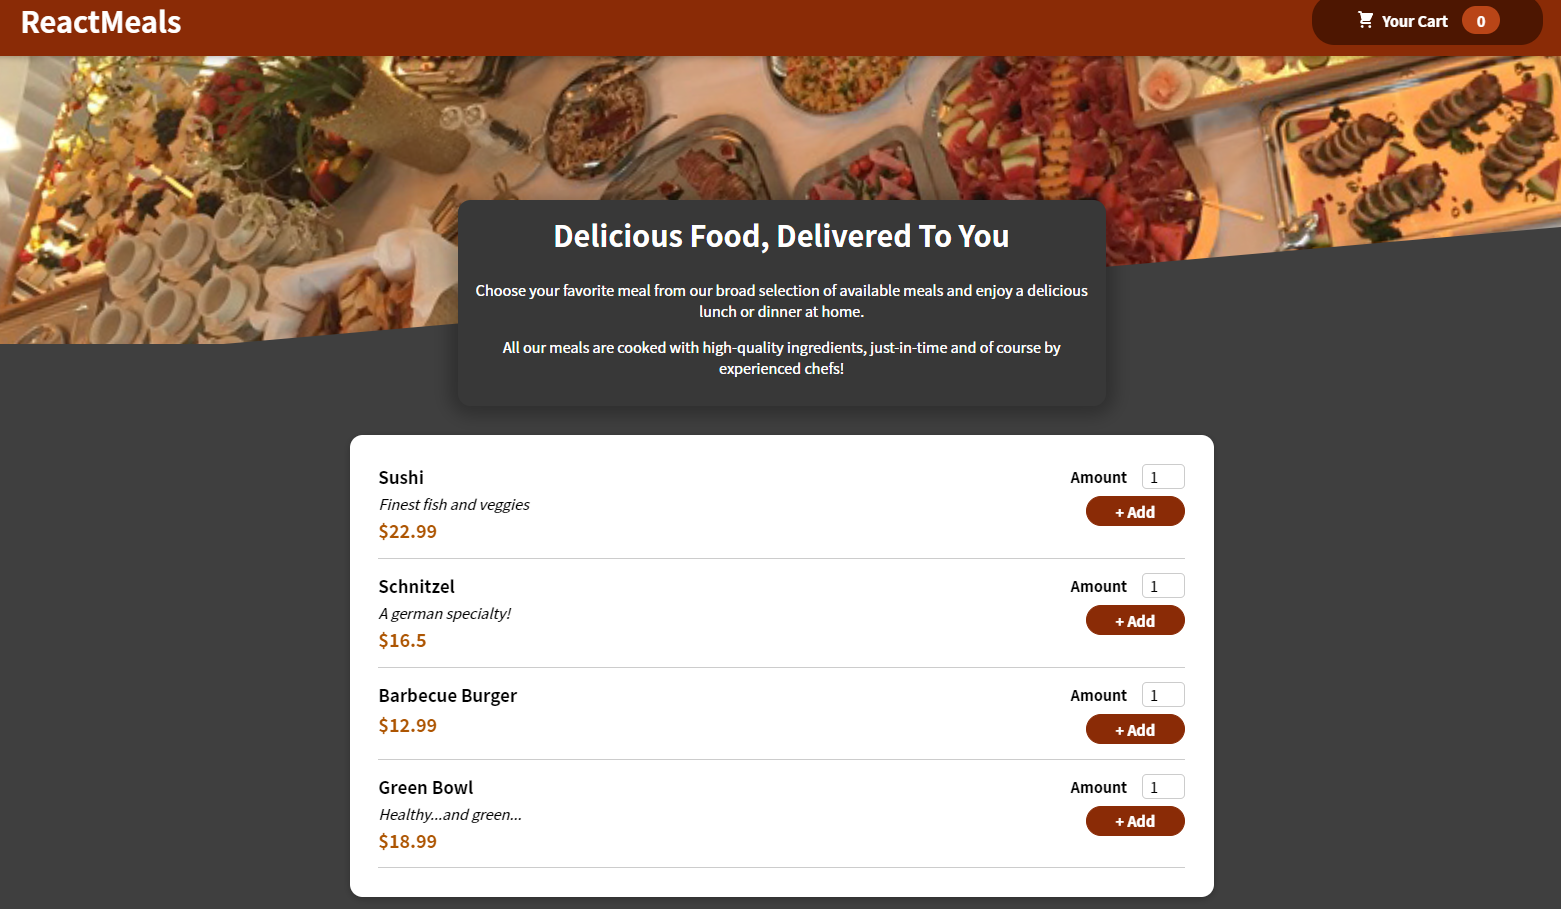 ReactMeals
Your Cart 0
Delicious Food, Delivered To You
Choose your favorite meal from our broad selection of available meals and enjoy a delicious
lunch or dinner at home.
All our meals are cooked with high-quality ingredients, just-in-time and of course by
experienced chefs!
Sushi
Finest fish and veggies
$22.99
Amount 1
+ Add
Schnitzel
A german specialty!
$16.5
Amount 1
+ Add
Barbecue Burger
$12.99
Amount 1
+ Add
Green Bowl
Healthy...and green...
$18.99
Amount 1
+ Add